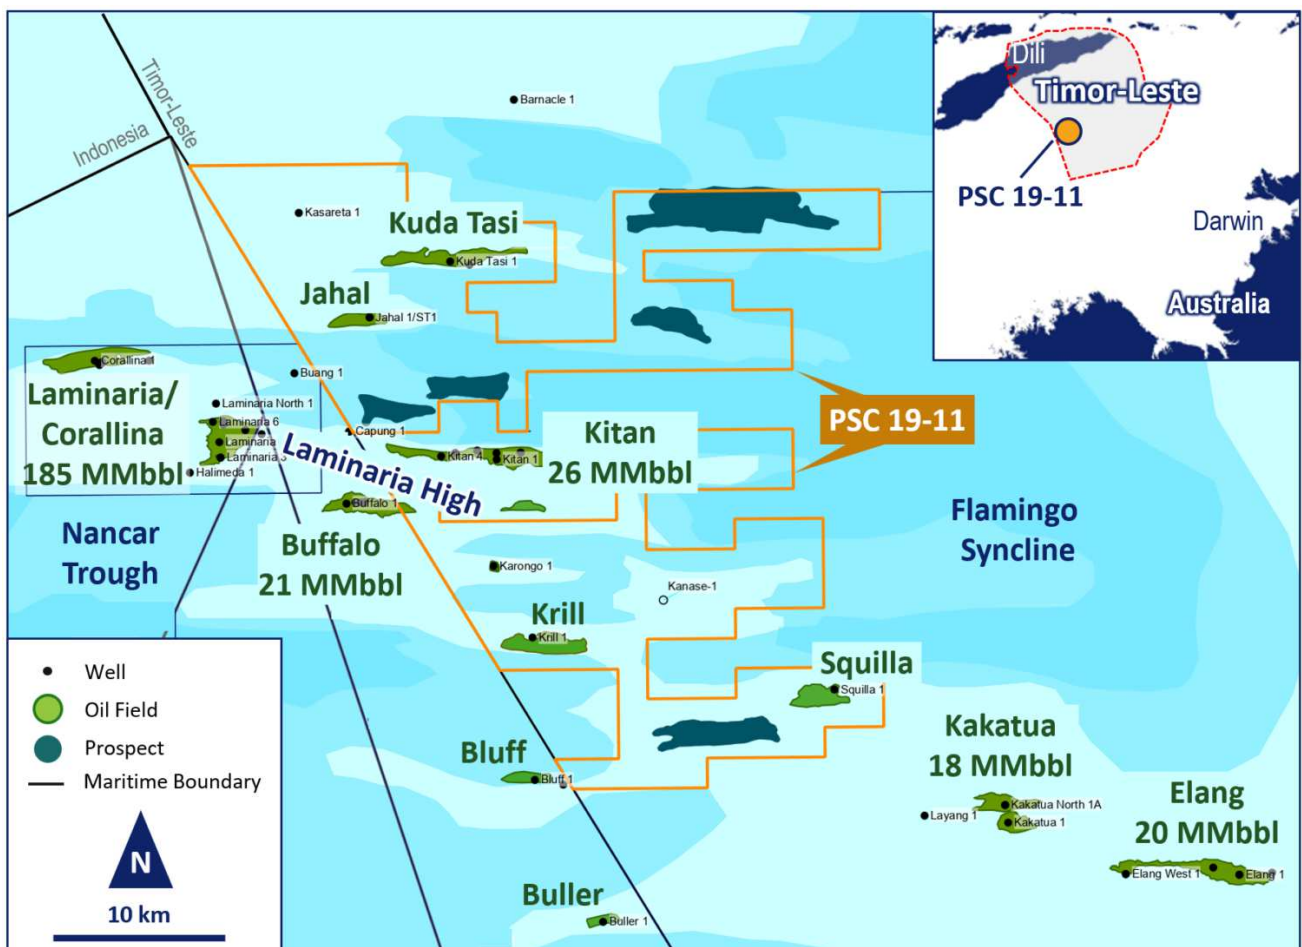 Timor-Leste
Indonesia
Barnacle 1
Kasareta 1
Kuda Tasi
Kuda Tasi 1
Jahal
Jahal 1/ST1
Corallina 1
Laminaria/
Corallina
185 MMbbl
Buang 1
Laminaria North 1
Laminaria 6
Laminaria
Laminaria 3
Halimeda 1
Capung 1
Laminaria High
Kitan
26 MMbbl
Kitan 4
Kitan 1
PSC 19-11
Buffalo 1
Buffalo
21 MMbbl
Nancar
Trough
Flamingo
Syncline
Karongo 1
Kanase-1
Krill
Krill 1
Squilla
Squilla 1
Bluff
Bluff 1
Kakatua
18 MMbbl
Kakatua North 1A
Layang 1
Kakatua 1
Elang
20 MMbbl
Elang West 1
Elang 1
Buller
Buller 1
Well
Oil Field
Prospect
Maritime Boundary
N
10 km
Dili
Timor-Leste
PSC 19-11
Darwin
Australia